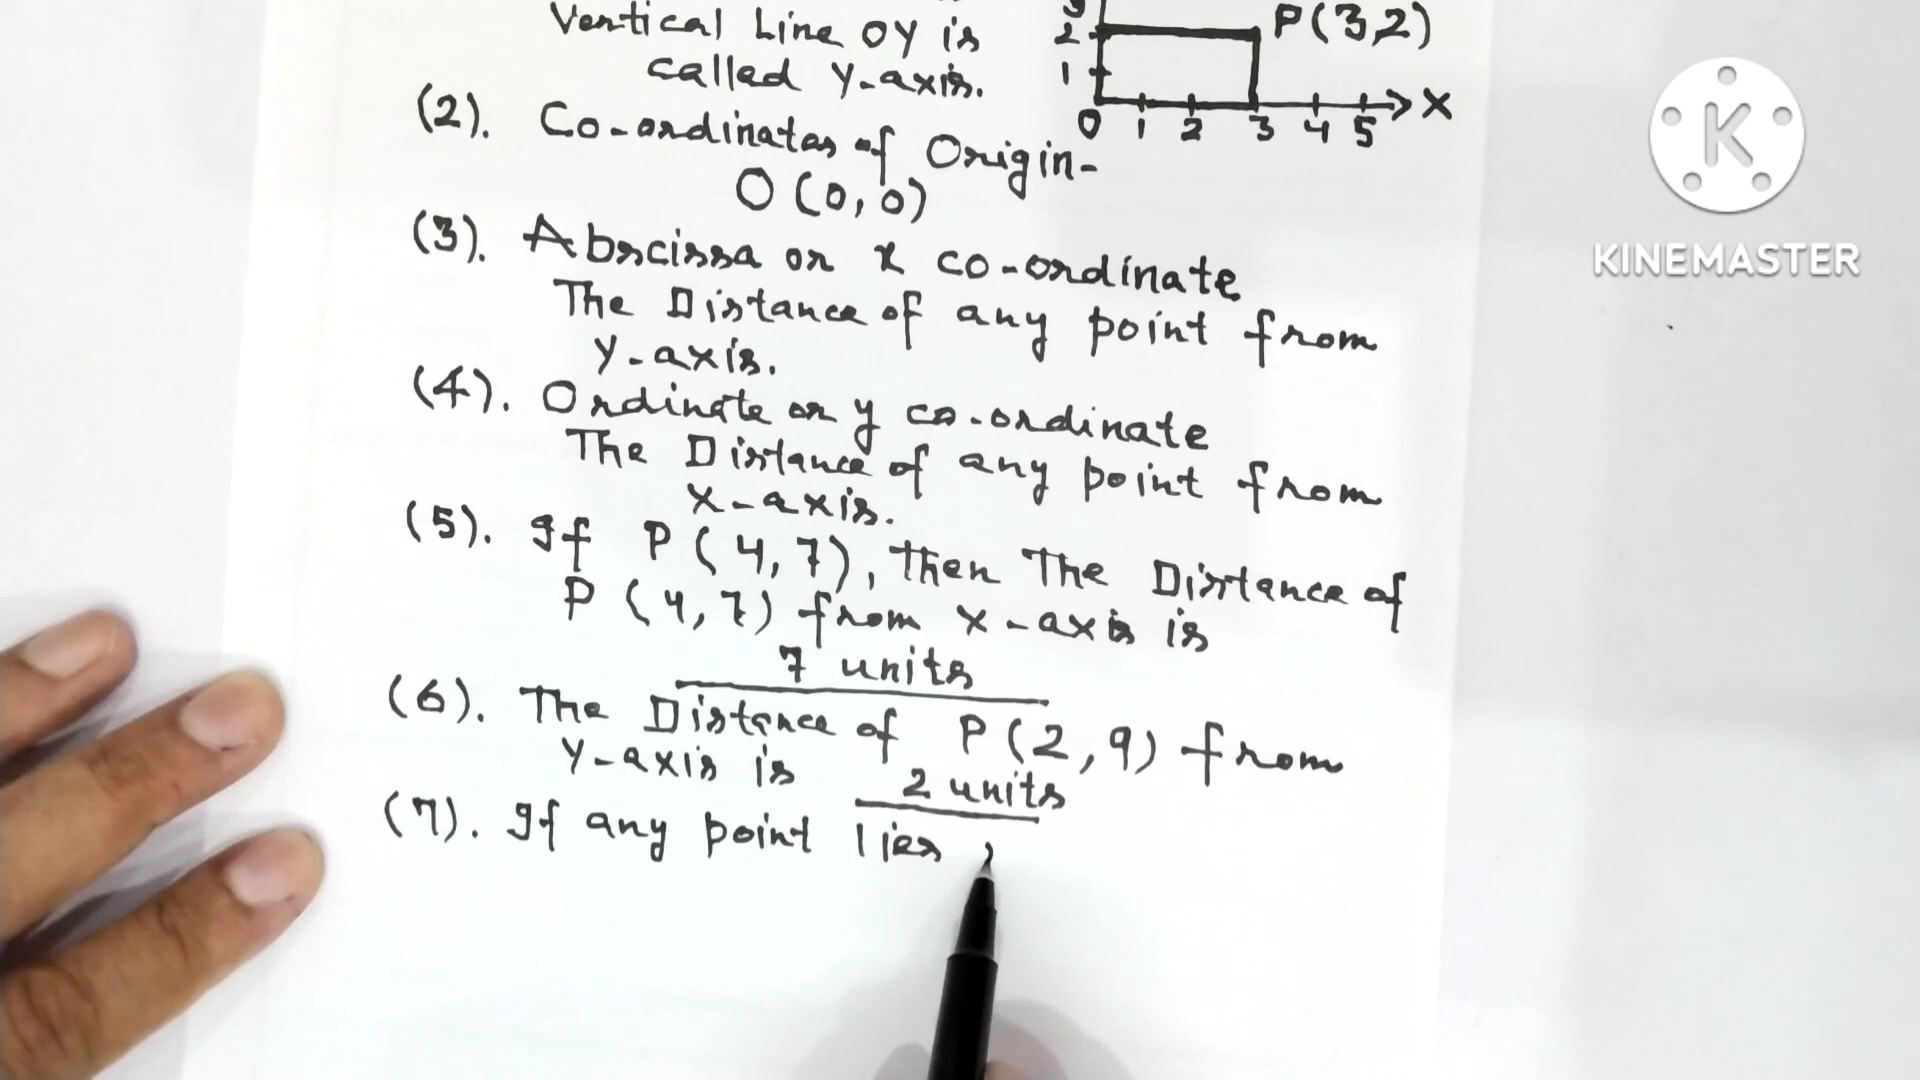 Vertical Line OY is
called Y-axis.
2
1
P(3,2)
0 1 2 3 4 5 X
(2). Co-ordinates of Origin-
O (0,0)
(3). Abscissa or x co-ordinate
The Distance of any point from
Y-axis.
(4). Ordinate or y co-ordinate
The Distance of any point from
X-axis.
(5). If P(4,7), then The Distance of
P (4,7) from X-axis is
7 units
(6). The Distance of P(2,9) from
Y-axis is 2 units
(7). If any point lies
K
KINEMASTER